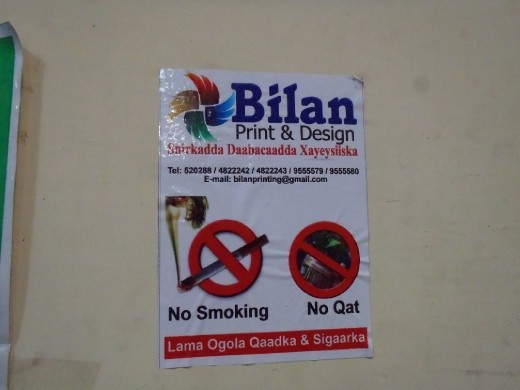 Bilan
Print & Design
Shirkadda Daabacaadda Xayeysiiska
Tel: 520288 / 4822242 / 4822243 / 9555579 / 9555580
E-mail: bilanprinting@gmail.com
No Smoking No Qat
Lama Ogola Qaadka & Sigaarka